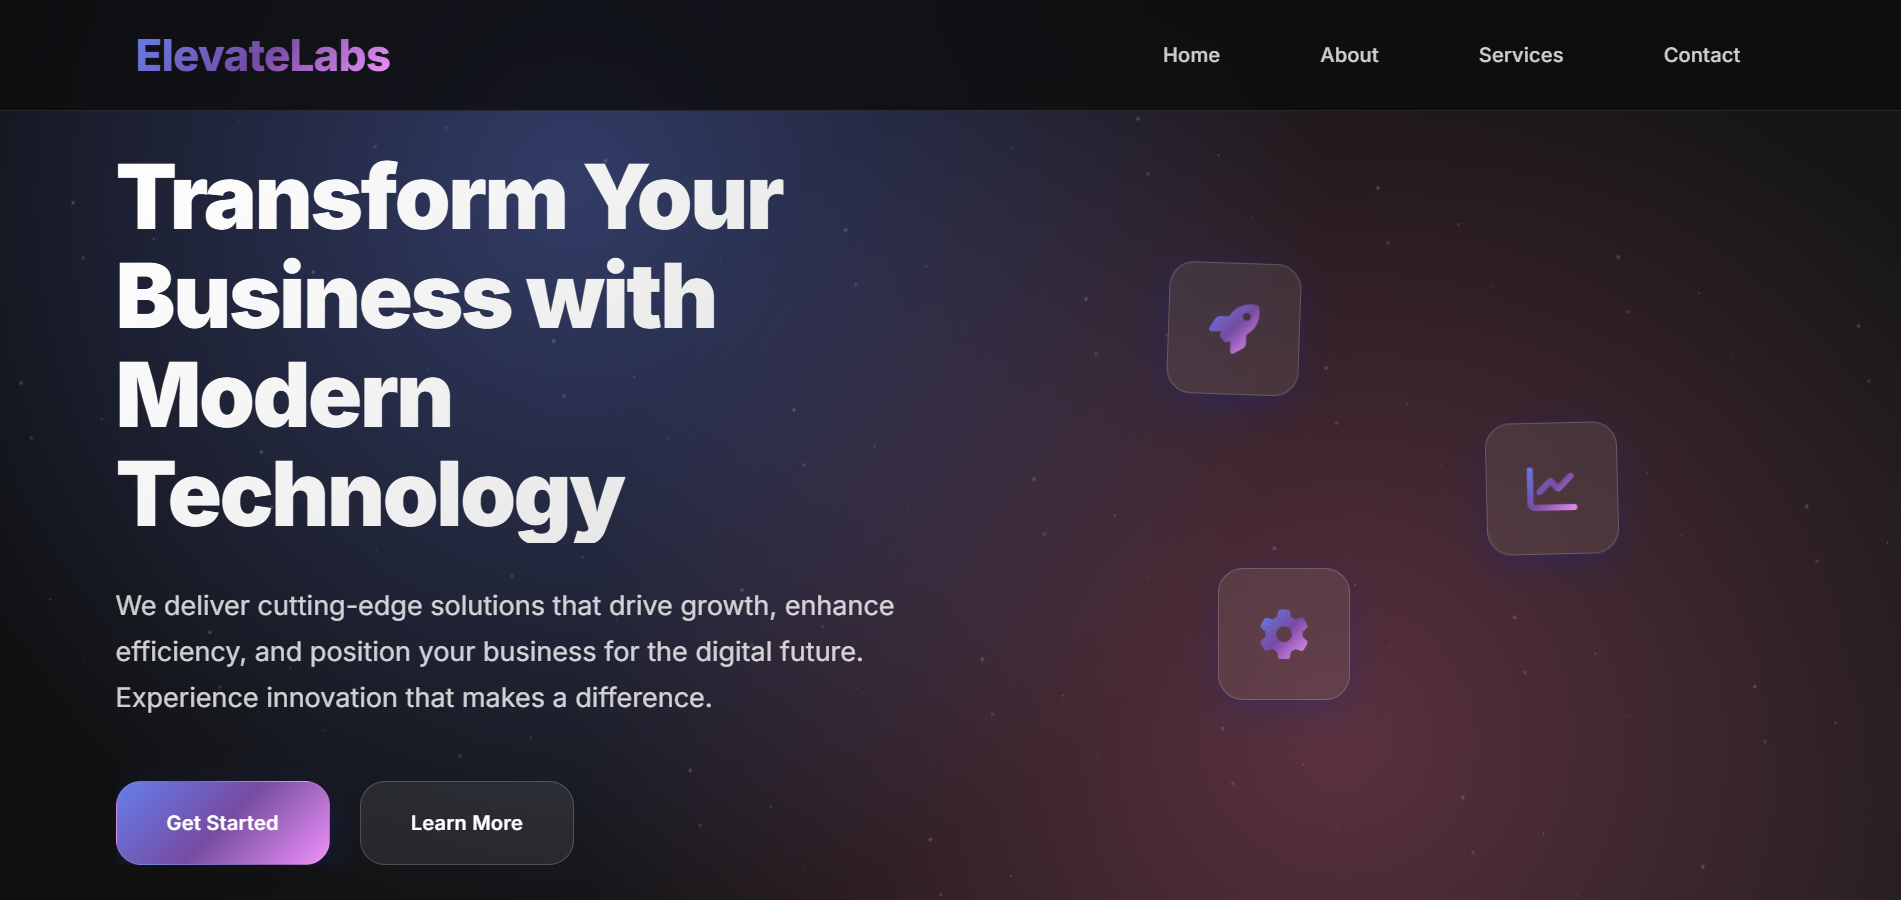 ElevateLabs
Home
About
Services
Contact
Transform Your
Business with
Modern
Technology
We deliver cutting-edge solutions that drive growth, enhance
efficiency, and position your business for the digital future.
Experience innovation that makes a difference.
Get Started
Learn More